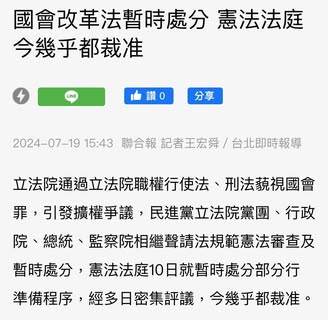 國會改革法暫時處分 憲法法庭
今幾乎都裁准
LINE
讚 0
分享
2024-07-19 15:43 聯合報 記者王宏舜/台北即時報導
立法院通過立法院職權行使法、刑法藐視國會
罪，引發擴權爭議，民進黨立法院黨團、行政
院、總統、監察院相繼聲請法規範憲法審查及
暫時處分，憲法法庭10日就暫時處分部分行
準備程序，經多日密集評議，今幾乎都裁准。